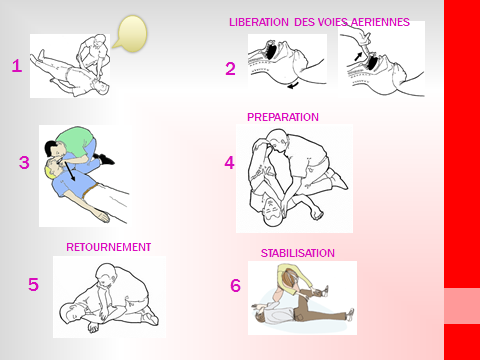 LIBERATION DES VOIES AERIENNES
1
2
PREPARATION
3
4
RETOURNEMENT
STABILISATION
5
6